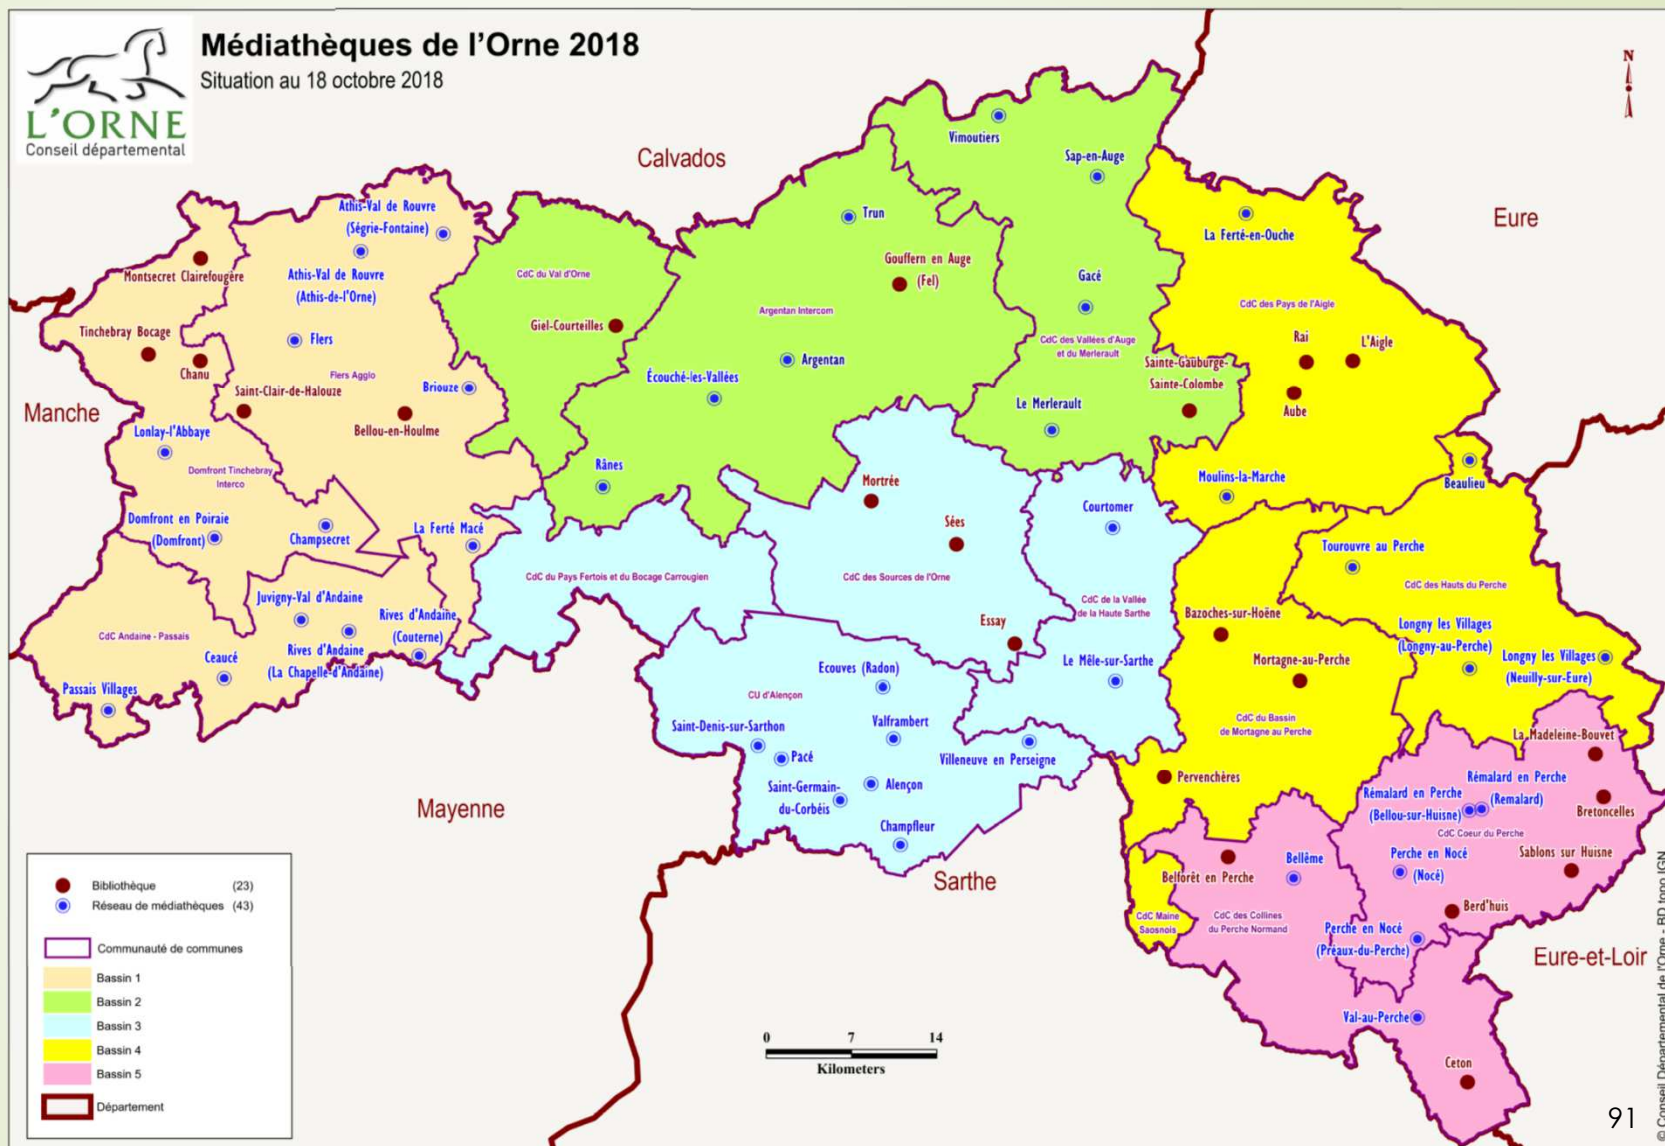 Médiathèques de l'Orne 2018
Situation au 18 octobre 2018
L'ORNE
Conseil départemental
N
Calvados
Eure
Manche
Mayenne
Sarthe
Eure-et-Loir
Vimoutiers
Sap-en-Auge
Athis-Val de Rouvre
(Ségrie-Fontaine)
Trun
La Ferté-en-Ouche
Montsecret Clairefougère
Athis-Val de Rouvre
(Athis-de-l'Orne)
CdC du Val d'Orne
Gouffern en Auge
(Fel)
Gacé
Argentan Intercom
CdC des Pays de l'Aigle
Tinchebray Bocage
Flers
Giel-Courteilles
CdC des Vallées d'Auge
et du Merlerault
Rai
L'Aigle
Chanu
Flers Agglo
Argentan
Sainte-Gauburge-
Sainte-Colombe
Saint-Clair-de-Halouze
Briouze
Écouché-les-Vallées
Le Merlerault
Aube
Lonlay-l'Abbaye
Bellou-en-Houlme
Domfront Tinchebray
Interco
Rânes
Mortrée
Moulins-la-Marche
Beaulieu
Domfront en Poiraie
(Domfront)
Champsecret
La Ferté Macé
Sées
Courtomer
Tourouvre au Perche
CdC du Pays Fertois et du Bocage Carrougien
CdC des Sources de l'Orne
CdC des Hauts du Perche
Juvigny-Val d'Andaine
Rives d'Andaine
(Couterne)
CdC de la Vallée
de la Haute Sarthe
Bazoches-sur-Hoëne
Essay
Longny les Villages
(Longny-au-Perche)
CdC Andaine - Passais
Rives d'Andaine
(La Chapelle-d'Andaine)
Ceaucé
Ecouves (Radon)
Le Mêle-sur-Sarthe
Mortagne-au-Perche
Longny les Villages
(Neuilly-sur-Eure)
Passais Villages
CU d'Alençon
CdC du Bassin
de Mortagne au Perche
Saint-Denis-sur-Sarthon
Valframbert
La Madeleine-Bouvet
Pacé
Villeneuve en Perseigne
Pervenchères
Rémalard en Perche
(Remalard)
Saint-Germain-
du-Corbéis
Alençon
Rémalard en Perche
(Bellou-sur-Huisne)
Bretoncelles
Champfleur
CdC Coeur du Perche
Bellême
Perche en Nocé
(Nocé)
Sablons sur Huisne
Belforêt en Perche
Berd'huis
CdC Maine
Saosnois
CdC des Collines
du Perche Normand
Perche en Nocé
(Préaux-du-Perche)
Val-au-Perche
Ceton
Bibliothèque (23)
Réseau de médiathèques (43)
Communauté de communes
Bassin 1
Bassin 2
Bassin 3
Bassin 4
Bassin 5
Département
0 7 14
Kilometers
© Conseil Départemental de l'Orne - BD topo IGN
91